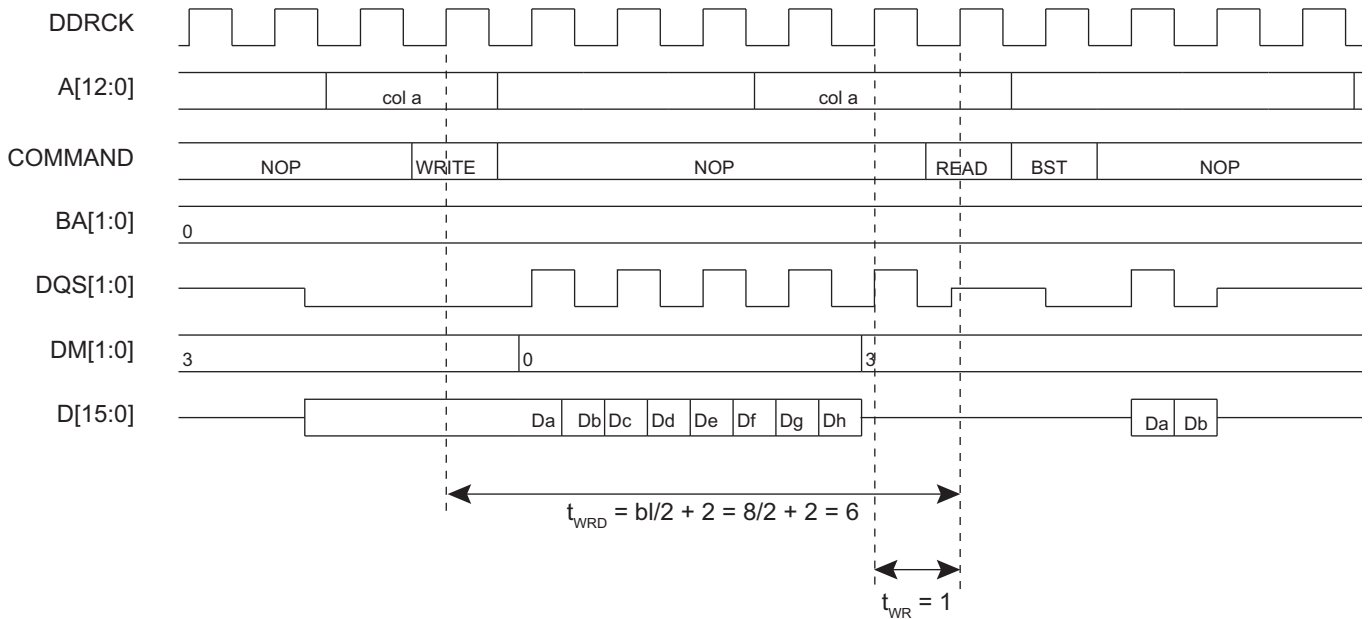 DDRCK
A[12:0]
col a col a
COMMAND
NOP WRITE NOP READ BST NOP
BA[1:0]
0
DQS[1:0]
DM[1:0]
3 0 3
D[15:0]
Da Db Dc Dd De Df Dg Dh Da Db
tWRD = bl/2 + 2 = 8/2 + 2 = 6
tWR = 1